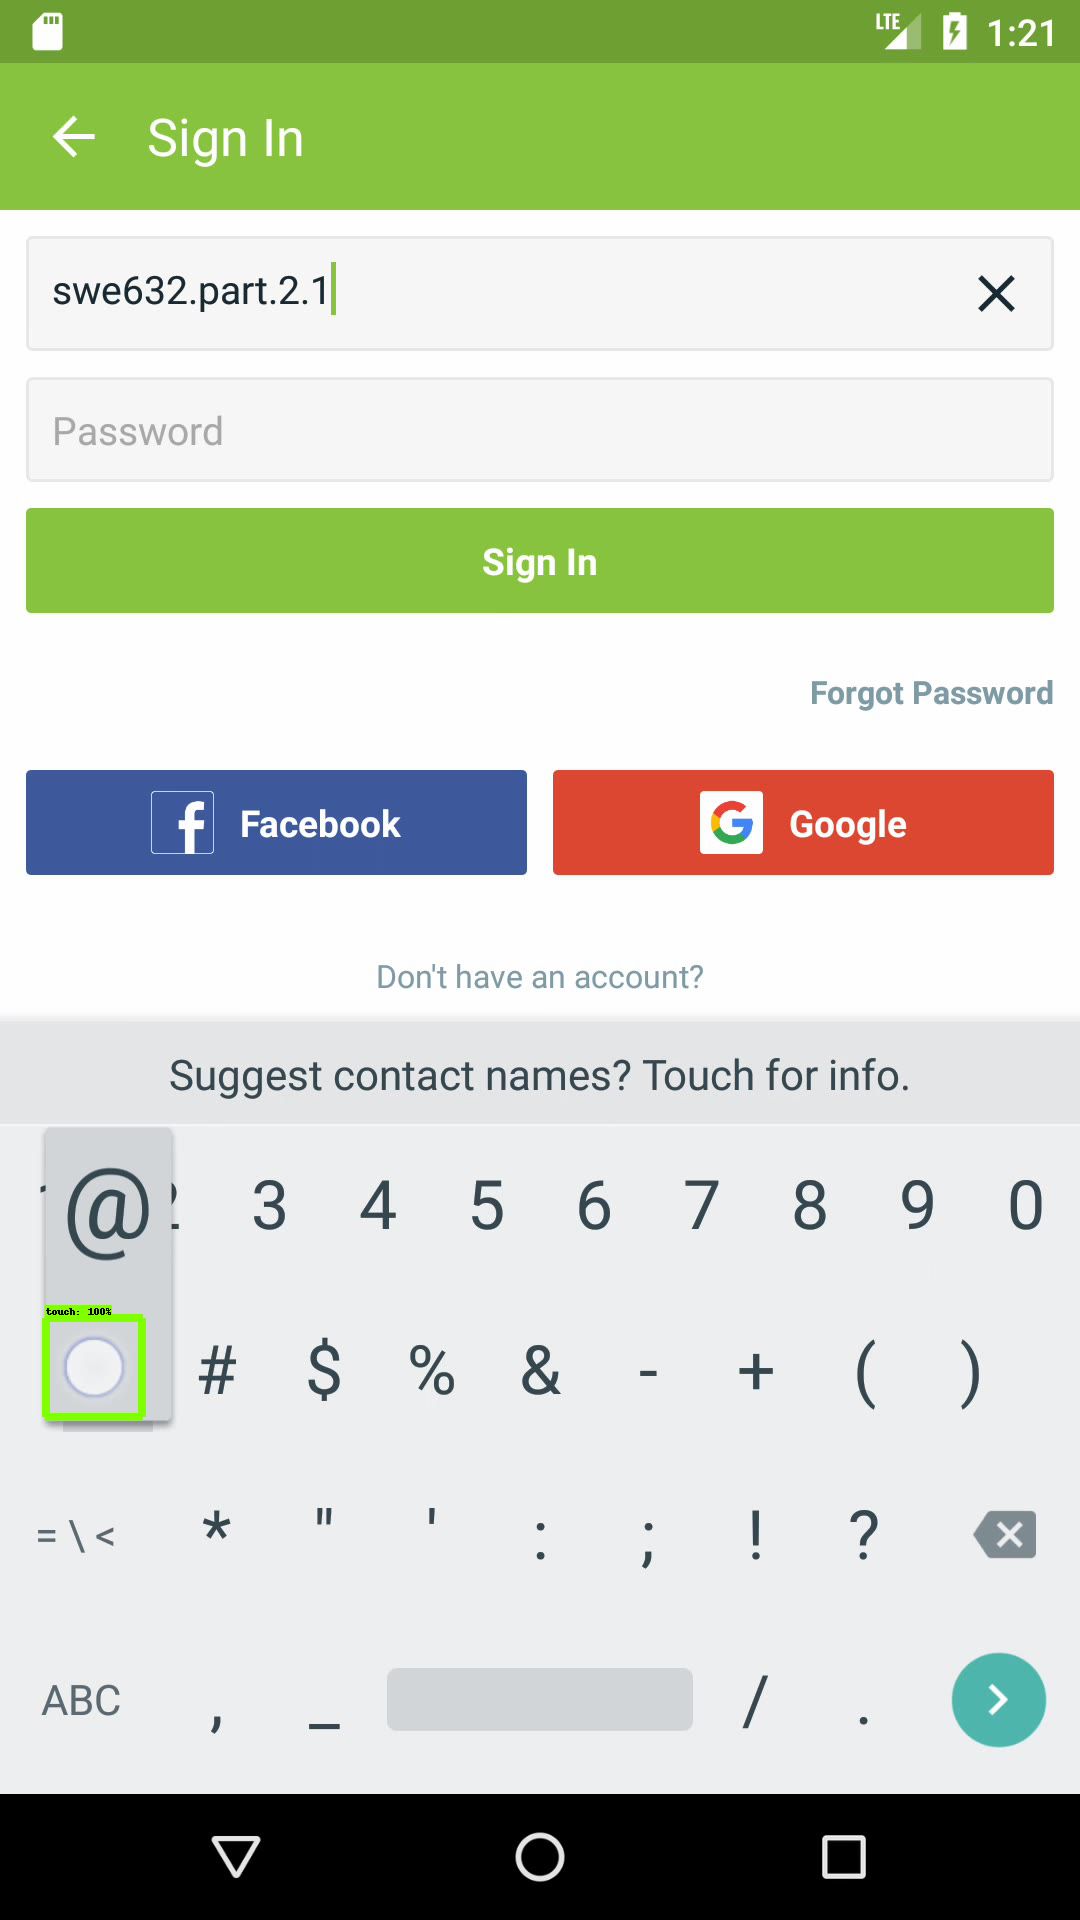 LTE 1:21
Sign In
swe632.part.2.1
Password
Sign In
Forgot Password
Facebook
Google
Don't have an account?
Suggest contact names? Touch for info.
@ 3 4 5 6 7 8 9 0
touch: 100%
# $ % & - + ( )
= \ < * " ' : ; ! ?
ABC , _ / .